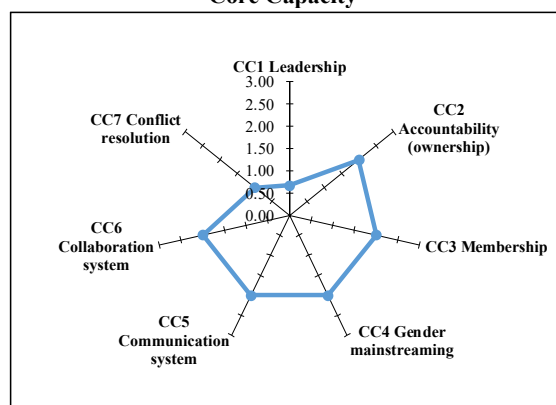 Core Capacity
CC1 Leadership
3.00
2.50
2.00
1.50
1.00
0.50
0.00
CC2
Accountability
(ownership)
CC3 Membership
CC4 Gender
mainstreaming
CC5
Communication
system
CC6
Collaboration
system
CC7 Conflict
resolution